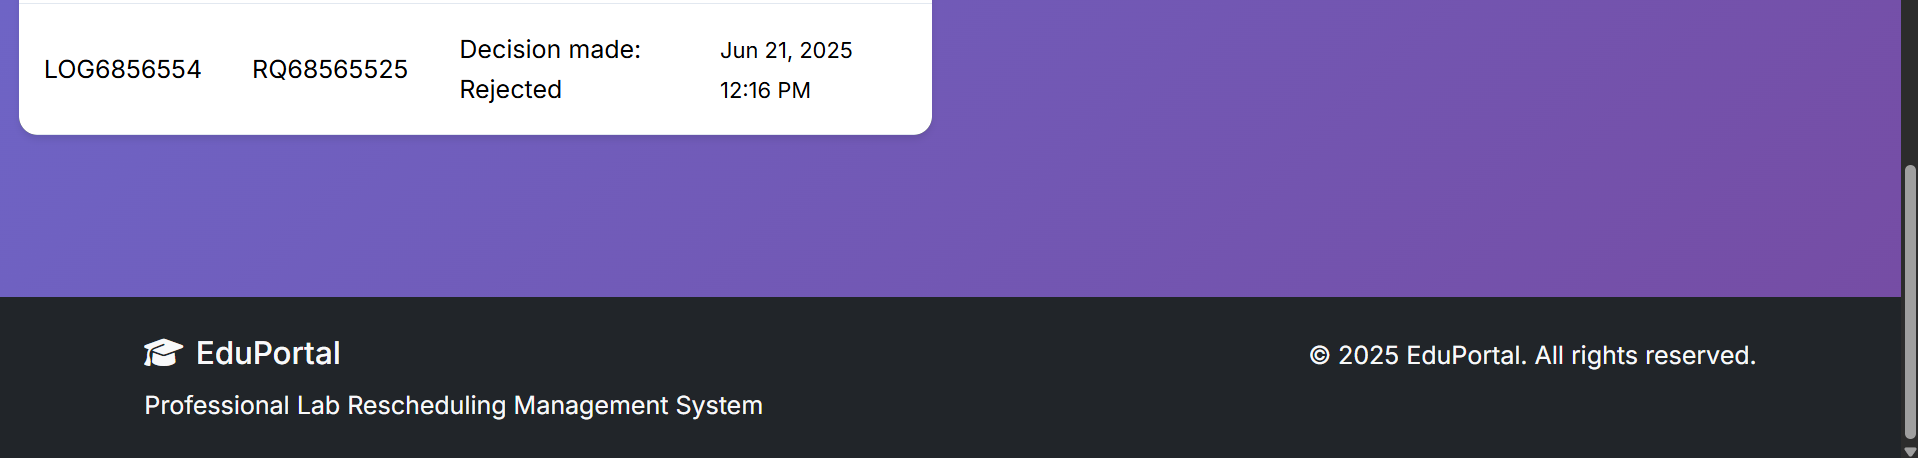 LOG6856554 RQ68565525 Decision made: Rejected Jun 21, 2025 12:16 PM
EduPortal
© 2025 EduPortal. All rights reserved.
Professional Lab Rescheduling Management System